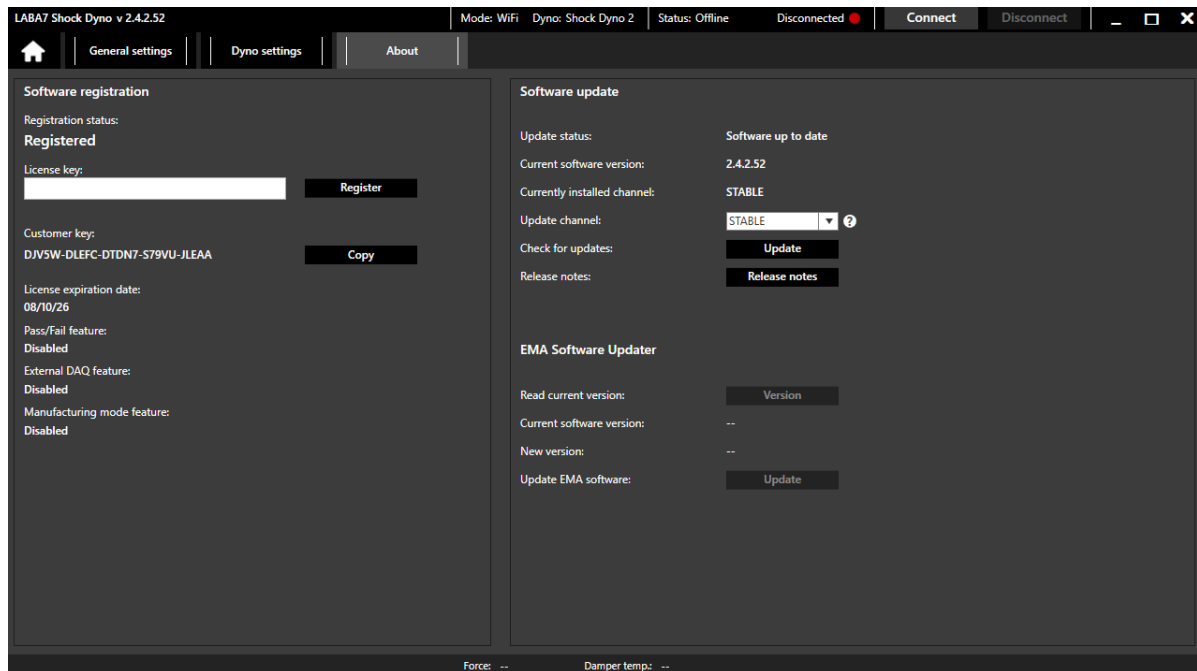 LABA7 Shock Dyno v 2.4.2.52
Mode: WiFi Dyno: Shock Dyno 2 Status: Offline Disconnected Connect Disconnect
General settings Dyno settings About
Software registration
Registration status:
Registered
License key:
Register
Customer key:
DJV5W-DLEFC-DTDN7-S79VU-JLEAA Copy
License expiration date:
08/10/26
Pass/Fail feature:
Disabled
External DAQ feature:
Disabled
Manufacturing mode feature:
Disabled
Software update
Update status: Software up to date
Current software version: 2.4.2.52
Currently installed channel: STABLE
Update channel: STABLE ?
Check for updates: Update
Release notes: Release notes
EMA Software Updater
Read current version: Version
Current software version: --
New version: --
Update EMA software: Update
Force: -- Damper temp.: --